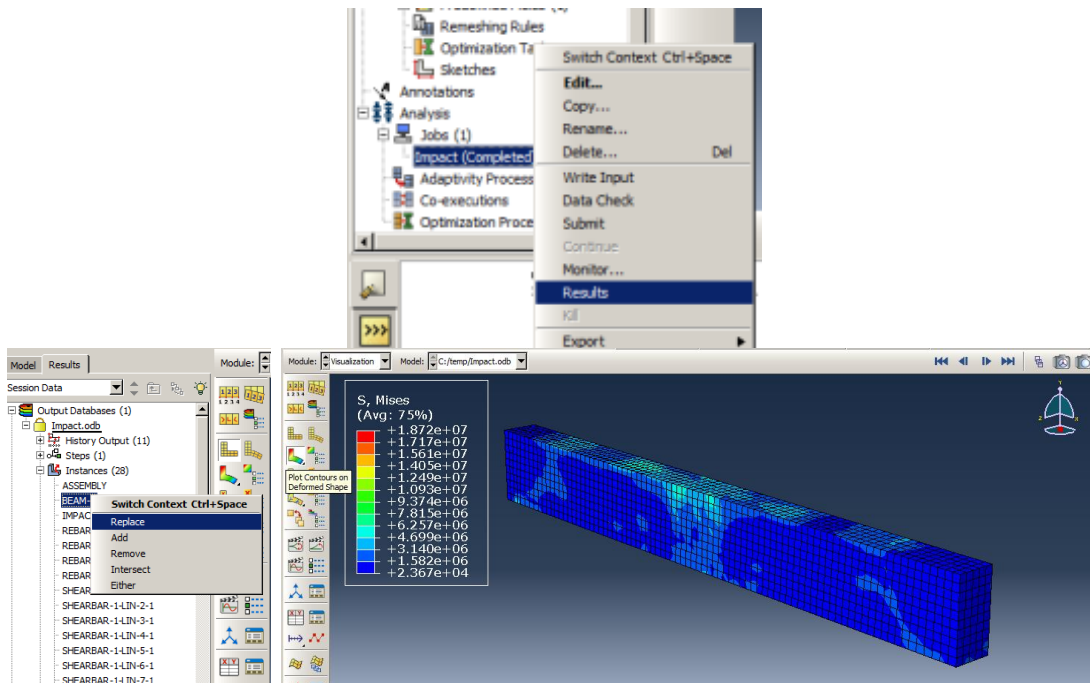 Remeshing Rules
Optimization Ta
Sketches
Annotations
Analysis
Jobs (1)
Impact (Completed)
Adaptivity Process
Co-executions
Optimization Proce
Switch Context Ctrl+Space
Edit...
Copy...
Rename...
Delete... Del
Write Input
Data Check
Submit
Continue
Monitor...
Results
Kill
Export
>>>
Model Results
Module:
Session Data
Output Databases (1)
Impact.odb
History Output (11)
Steps (1)
Instances (28)
ASSEMBLY
BEAM-
IMPAC
REBAR
REBAR
REBAR
REBAR
SHEAR
SHEARBAR-1-LIN-2-1
SHEARBAR-1-LIN-3-1
SHEARBAR-1-LIN-4-1
SHEARBAR-1-LIN-5-1
SHEARBAR-1-LIN-6-1
SHEARBAR-1-LIN-7-1
Switch Context Ctrl+Space
Replace
Add
Remove
Intersect
Either
Module: Visualization Model: C:/temp/Impact.odb
Plot Contours on
Deformed Shape
S, Mises
(Avg: 75%)
+1.872e+07
+1.717e+07
+1.561e+07
+1.405e+07
+1.249e+07
+1.093e+07
+9.374e+06
+7.815e+06
+6.257e+06
+4.699e+06
+3.140e+06
+1.582e+06
+2.367e+04